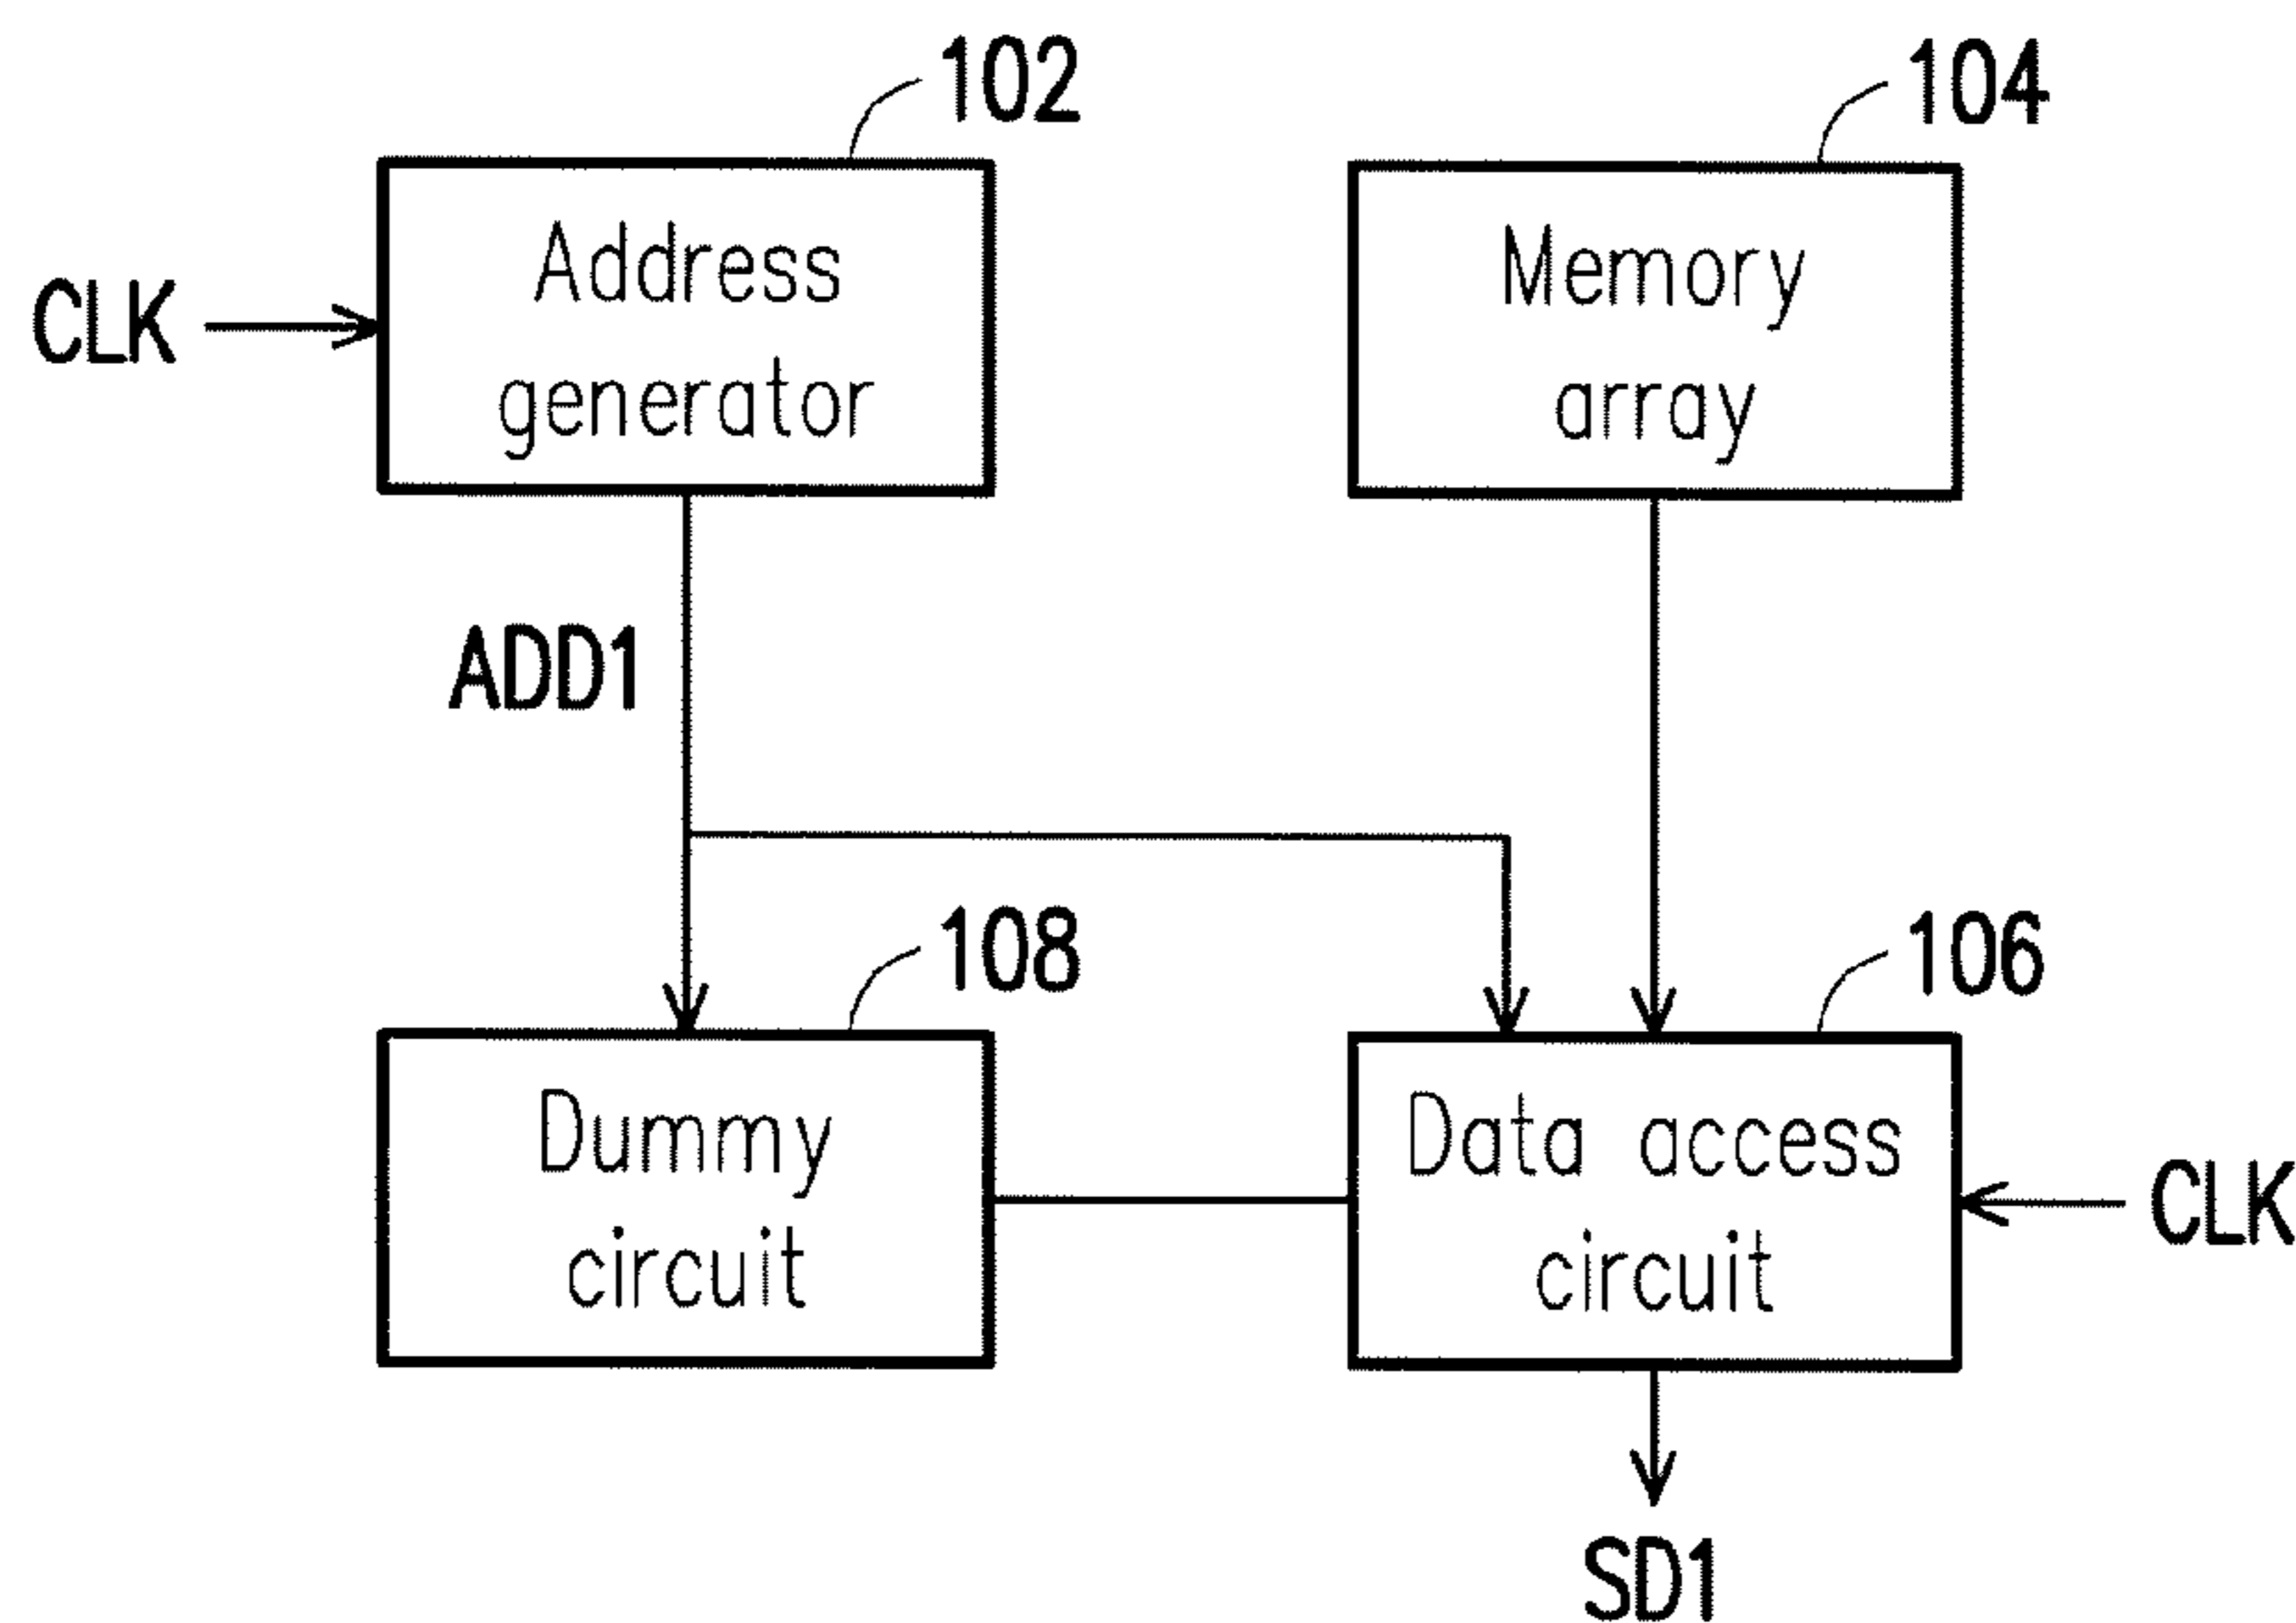 102
104
CLK
Address
generator
Memory
array
ADD1
108
106
Dummy
circuit
Data access
circuit
CLK
SD1